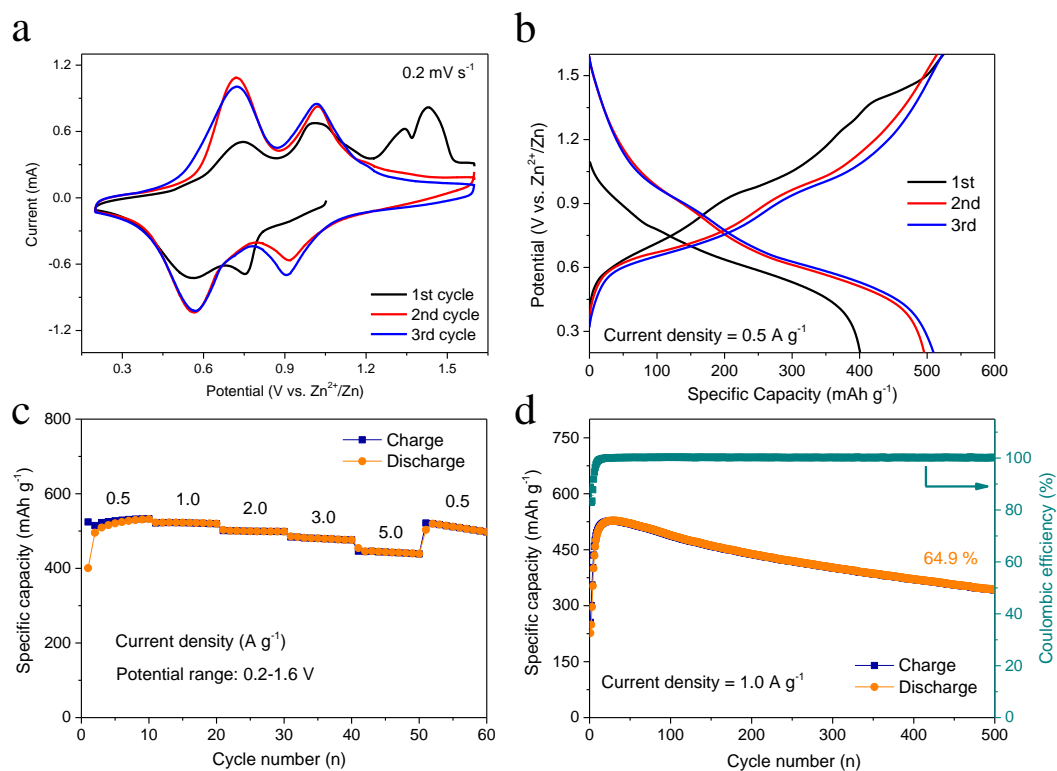 a
0.2 mV s⁻¹
1.2
0.6
0.0
-0.6
-1.2
Current (mA)
1st cycle
2nd cycle
3rd cycle
0.3 0.6 0.9 1.2 1.5
Potential (V vs. Zn²⁺/Zn)
b
1.5
1.2
0.9
0.6
0.3
Potential (V vs. Zn²⁺/Zn)
1st
2nd
3rd
Current density = 0.5 A g⁻¹
0 100 200 300 400 500 600
Specific Capacity (mAh g⁻¹)
c
800
600
400
200
0
Specific capacity (mAh g⁻¹)
Charge
Discharge
0.5 1.0 2.0 3.0 5.0 0.5
Current density (A g⁻¹)
Potential range: 0.2-1.6 V
0 10 20 30 40 50 60
Cycle number (n)
d
750
675
450
225
0
Specific capacity (mAh g⁻¹)
64.9 %
Charge
Discharge
Current density = 1.0 A g⁻¹
0 100 200 300 400 500
Cycle number (n)
100
80
60
40
20
0
Coulombic efficiency (%)